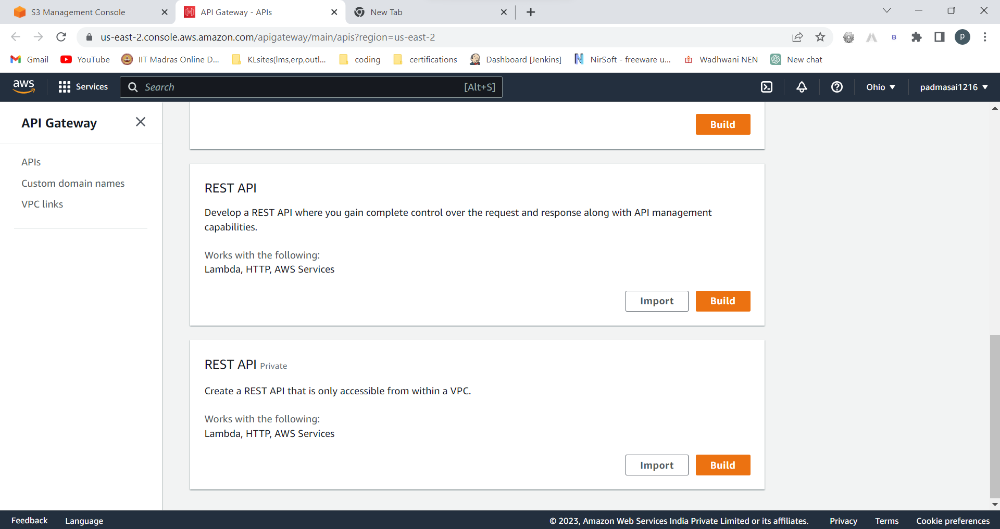 S3 Management Console
API Gateway - APIs
New Tab
us-east-2.console.aws.amazon.com/apigateway/main/apis?region=us-east-2
B
p
Gmail
YouTube
IIT Madras Online D...
KLsites(lms,erp,outl...
coding
certifications
Dashboard [Jenkins]
NirSoft - freeware u...
Wadhwani NEN
New chat
aws
Services
Search
[Alt+S]
Ohio
padmasai1216
API Gateway
APIs
Custom domain names
VPC links
Build
REST API
Develop a REST API where you gain complete control over the request and response along with API management
capabilities.
Works with the following:
Lambda, HTTP, AWS Services
Import
Build
REST API Private
Create a REST API that is only accessible from within a VPC.
Works with the following:
Lambda, HTTP, AWS Services
Import
Build
Feedback
Language
© 2023, Amazon Web Services India Private Limited or its affiliates.
Privacy
Terms
Cookie preferences